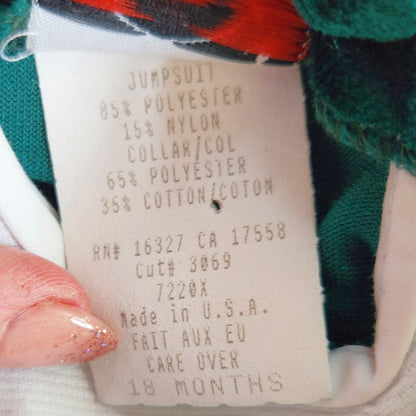 JUMPSUIT
85% POLYESTER
15% NYLON
COLLAR/COL
65% POLYESTER
35% COTTON/COTON
RN# 16327 CA 17558
Cut# 3069
7220X
Made in U.S.A.
FAIT AUX EU
CARE OVER
18 MONTHS